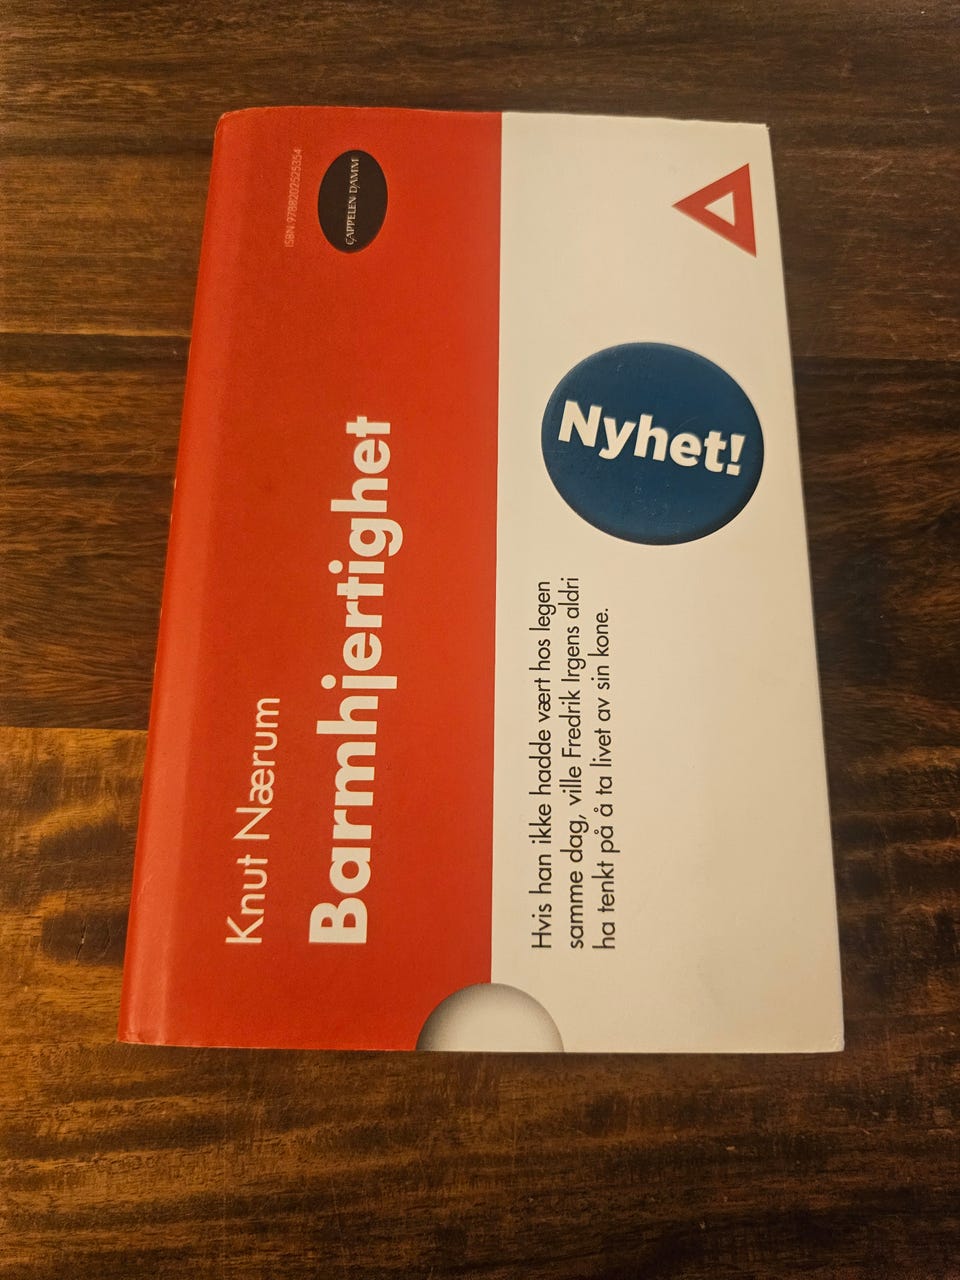 Knut Nærum
Barmhjertighet
ISBN 9788202525354
CAPPELEN DAMM
Hvis han ikke hadde vært hos legen
samme dag, ville Fredrik Irgens aldri
ha tenkt på å ta livet av sin kone.
Nyhet!